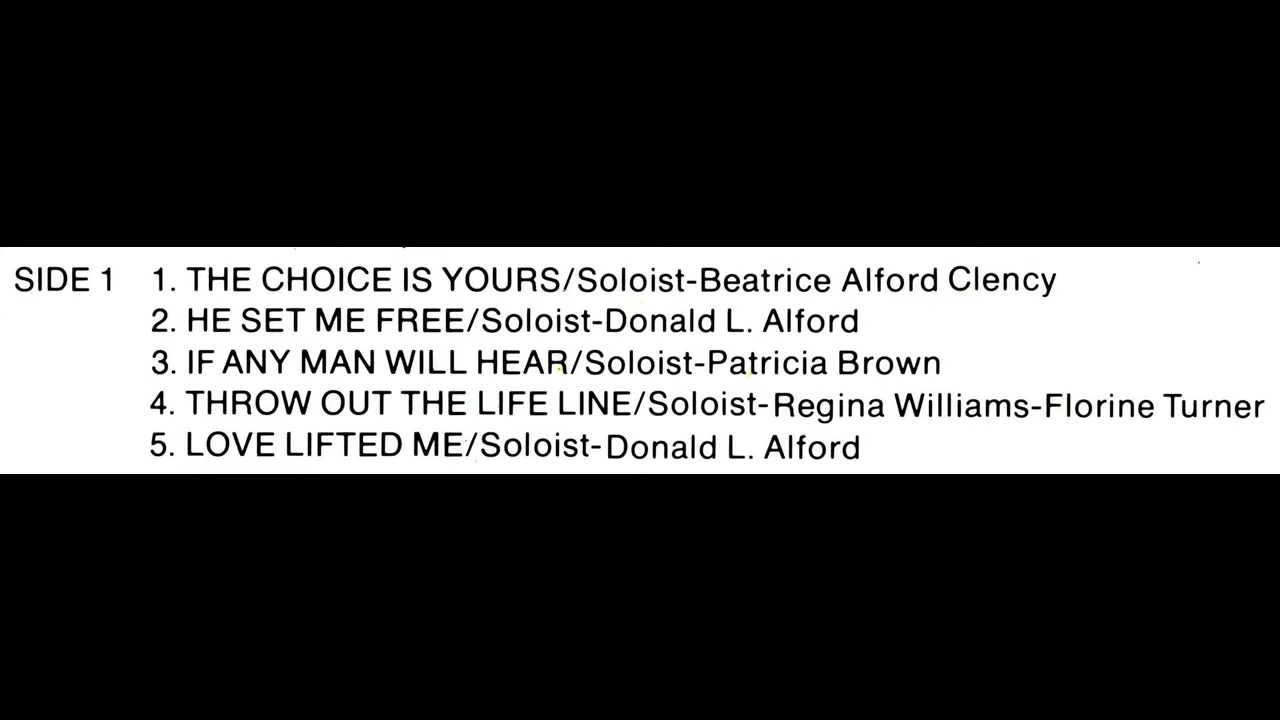 SIDE 1 1. THE CHOICE IS YOURS/Soloist-Beatrice Alford Clency
2. HE SET ME FREE/Soloist-Donald L. Alford
3. IF ANY MAN WILL HEAR/Soloist-Patricia Brown
4. THROW OUT THE LIFE LINE/Soloist-Regina Williams-Florine Turner
5. LOVE LIFTED ME/Soloist-Donald L. Alford